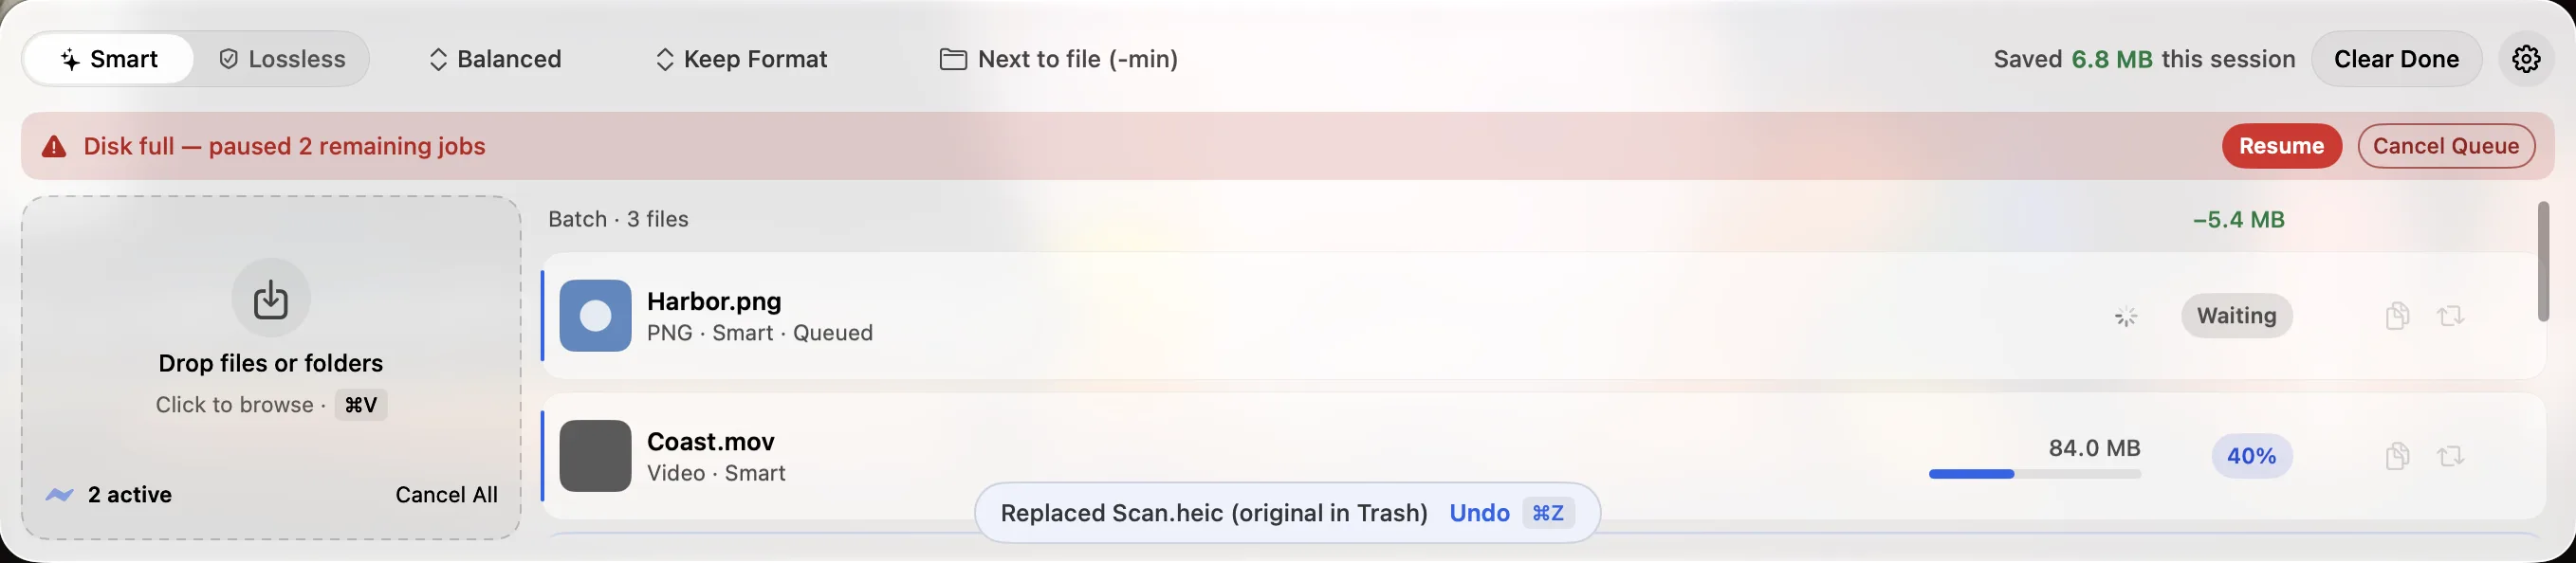 Smart
Lossless
Balanced
Keep Format
Next to file (-min)
Saved 6.8 MB this session
Clear Done
Disk full — paused 2 remaining jobs
Resume
Cancel Queue
Drop files or folders
Click to browse · ⌘V
2 active
Cancel All
Batch · 3 files
−5.4 MB
Harbor.png
PNG · Smart · Queued
Waiting
Coast.mov
Video · Smart
84.0 MB
40%
Replaced Scan.heic (original in Trash) Undo ⌘Z